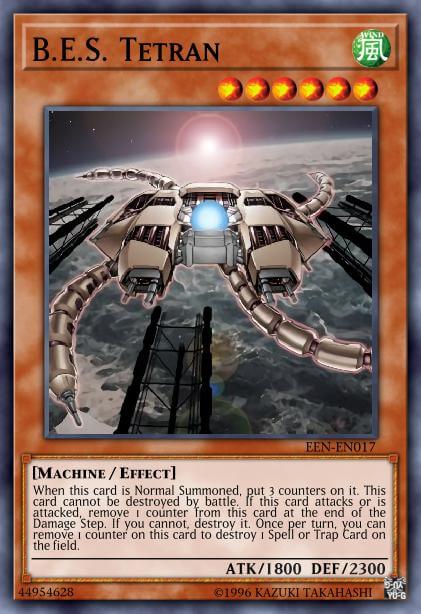 B.E.S. Tetran
WIND
風
EEN-EN017
[Machine / Effect]
When this card is Normal Summoned, put 3 counters on it. This
card cannot be destroyed by battle. If this card attacks or is
attacked, remove 1 counter from this card at the end of the
Damage Step. If you cannot, destroy it. Once per turn, you can
remove 1 counter on this card to destroy 1 Spell or Trap Card on
the field.
ATK/1800 DEF/2300
44954628
©1996 KAZUKI TAKAHASHI